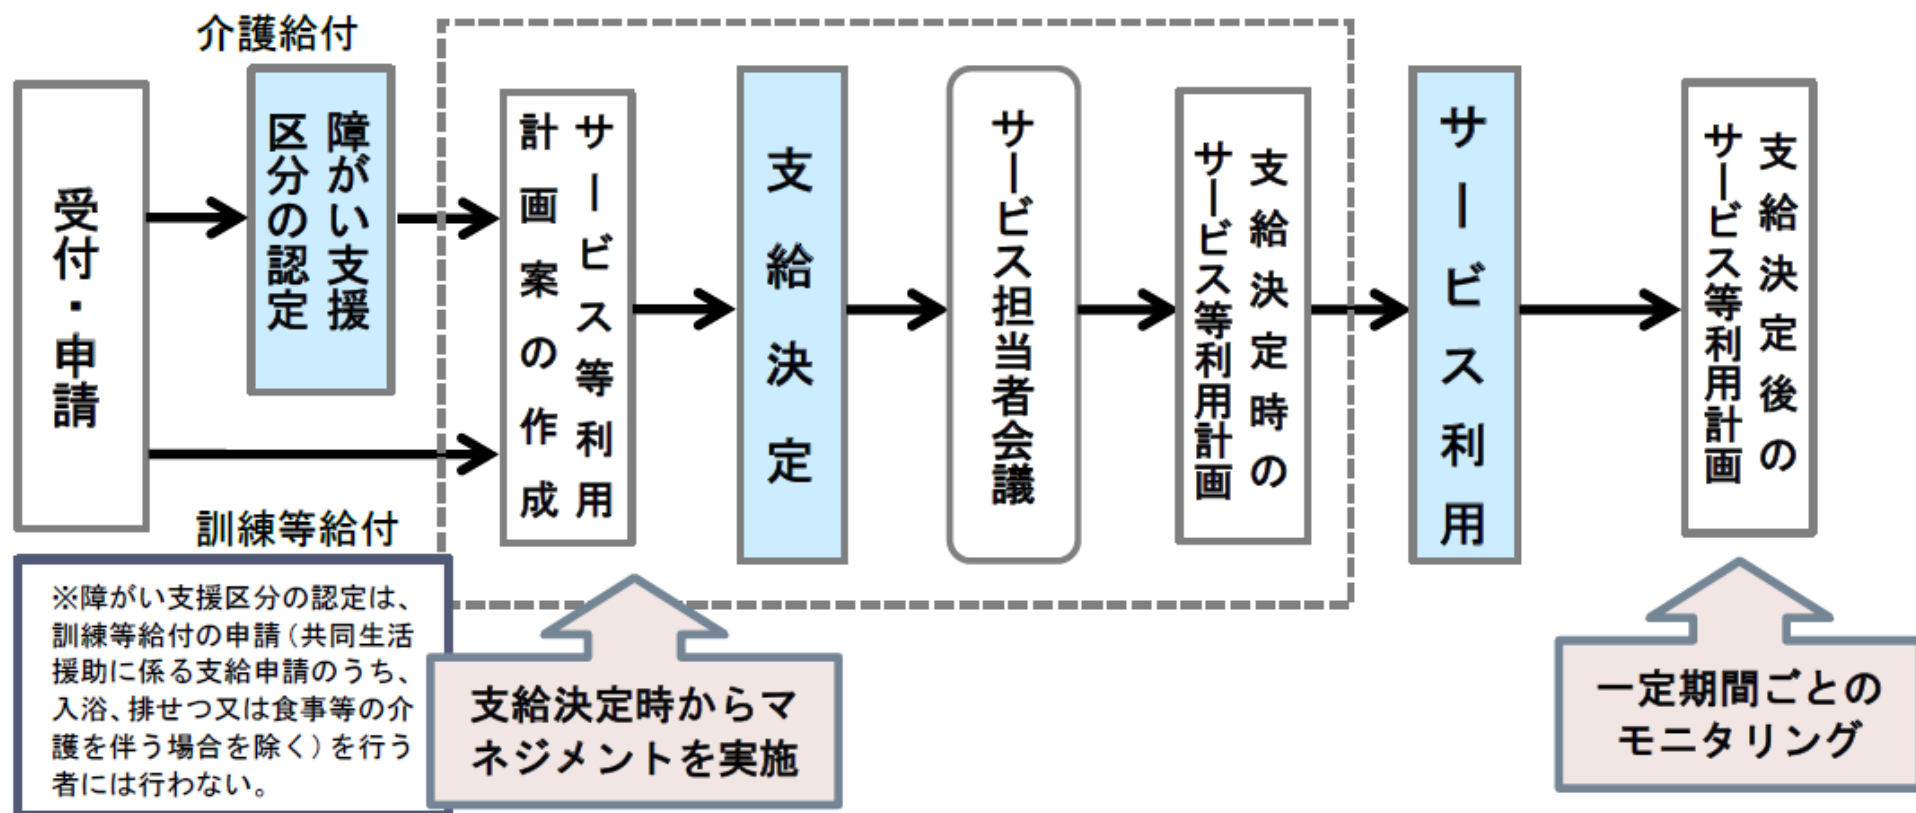 介護給付
受付・申請
障がい支援
区分の認定
サービス等利用
計画案の作成
支給決定
サービス担当者会議
支給決定時の
サービス等利用計画
サービス利用
支給決定後の
サービス等利用計画
訓練等給付
※障がい支援区分の認定は、
訓練等給付の申請(共同生活
援助に係る支給申請のうち、
入浴、排せつ又は食事等の介
護を伴う場合を除く)を行う
者には行わない。
支給決定時からマ
ネジメントを実施
一定期間ごとの
モニタリング